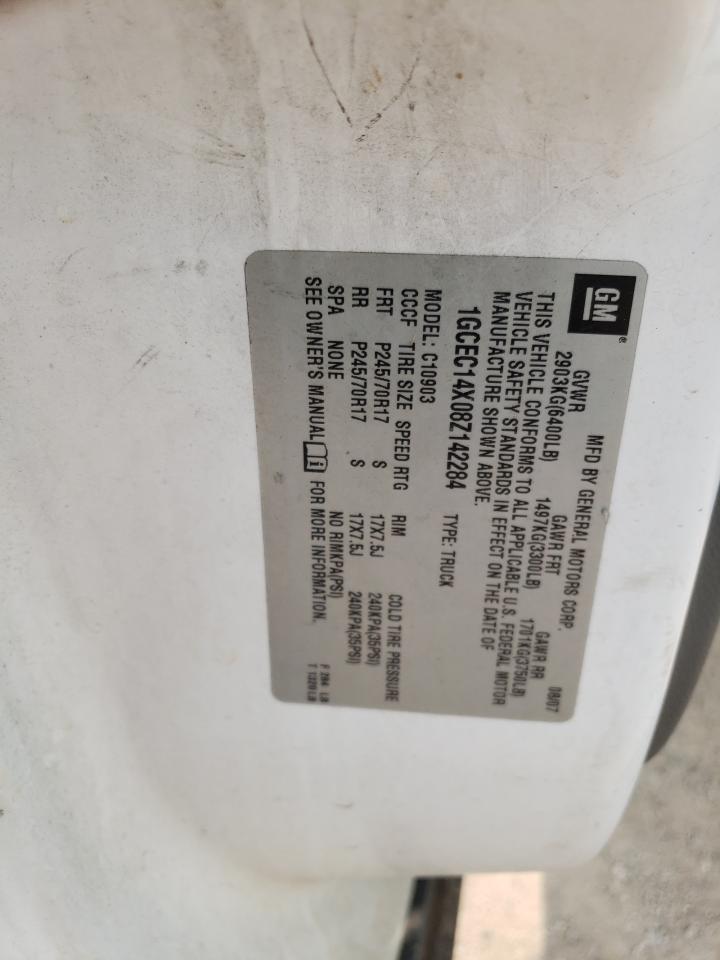 GM®
MFD BY GENERAL MOTORS CORP. 08/07
GVWR GAWR FRT GAWR RR
2903KG(6400LB) 1497KG(3300LB) 1701KG(3750LB)
THIS VEHICLE CONFORMS TO ALL APPLICABLE U.S. FEDERAL MOTOR
VEHICLE SAFETY STANDARDS IN EFFECT ON THE DATE OF
MANUFACTURE SHOWN ABOVE.
1GCEC14X08Z142284 TYPE: TRUCK
MODEL: C10903
CCCF TIRE SIZE SPEED RTG RIM COLD TIRE PRESSURE
FRT P245/70R17 S 17X7.5J 240KPA(35PSI)
RR P245/70R17 S 17X7.5J 240KPA(35PSI)
SPA NONE NO RIMKPA(PSI)
SEE OWNER'S MANUAL FOR MORE INFORMATION.
F 284 LB
T 1328 LB